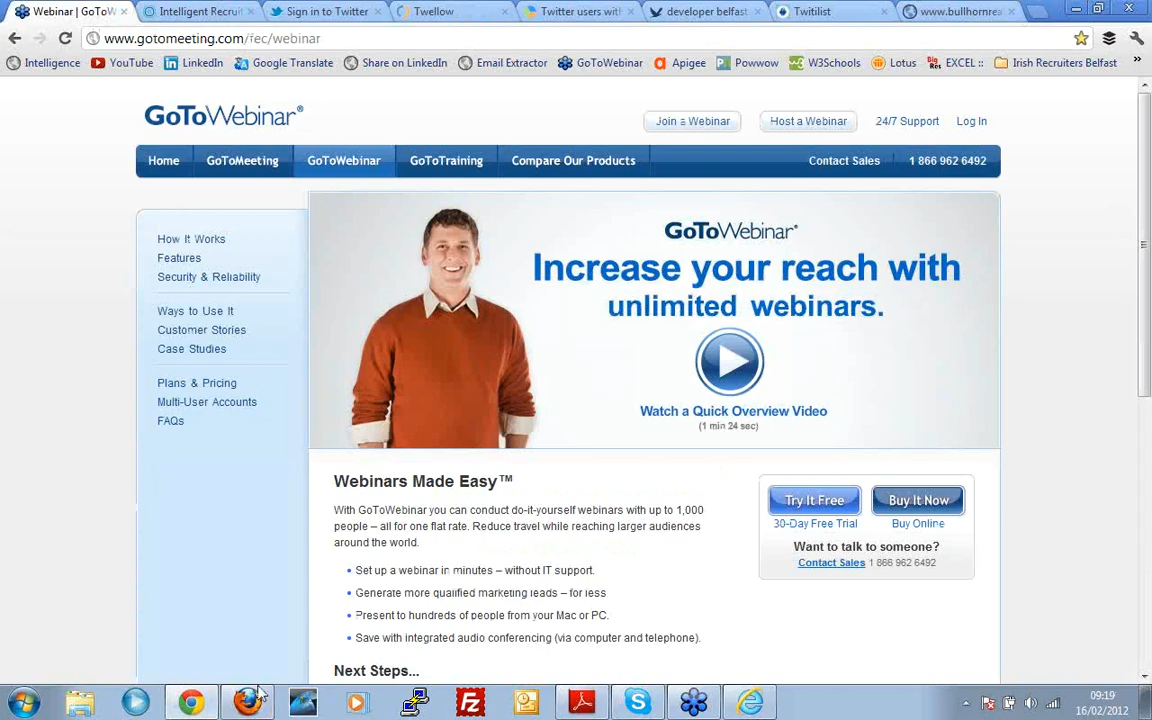 Webinar | GoToW
Intelligent Recruit
Sign in to Twitter
Twellow
Twitter users with
developer belfast
Twitilist
www.bullhornrea
www.gotomeeting.com/fec/webinar
Intelligence
YouTube
LinkedIn
Google Translate
Share on LinkedIn
Email Extractor
GoToWebinar
Apigee
Powwow
W3Schools
Lotus
EXCEL ::
Irish Recruiters Belfast
»
GoToWebinar®
Join a Webinar
Host a Webinar
24/7 Support
Log In
Home
GoToMeeting
GoToWebinar
GoToTraining
Compare Our Products
Contact Sales
1 866 962 6492
How It Works
Features
Security & Reliability
Ways to Use It
Customer Stories
Case Studies
Plans & Pricing
Multi-User Accounts
FAQs
GoToWebinar®
Increase your reach with
unlimited webinars.
Watch a Quick Overview Video
(1 min 24 sec)
Webinars Made Easy™
With GoToWebinar you can conduct do-it-yourself webinars with up to 1,000
people – all for one flat rate. Reduce travel while reaching larger audiences
around the world.
• Set up a webinar in minutes – without IT support.
• Generate more qualified marketing leads – for less
• Present to hundreds of people from your Mac or PC.
• Save with integrated audio conferencing (via computer and telephone).
Next Steps...
Try It Free
30-Day Free Trial
Buy It Now
Buy Online
Want to talk to someone?
Contact Sales 1 866 962 6492
09:19
16/02/2012